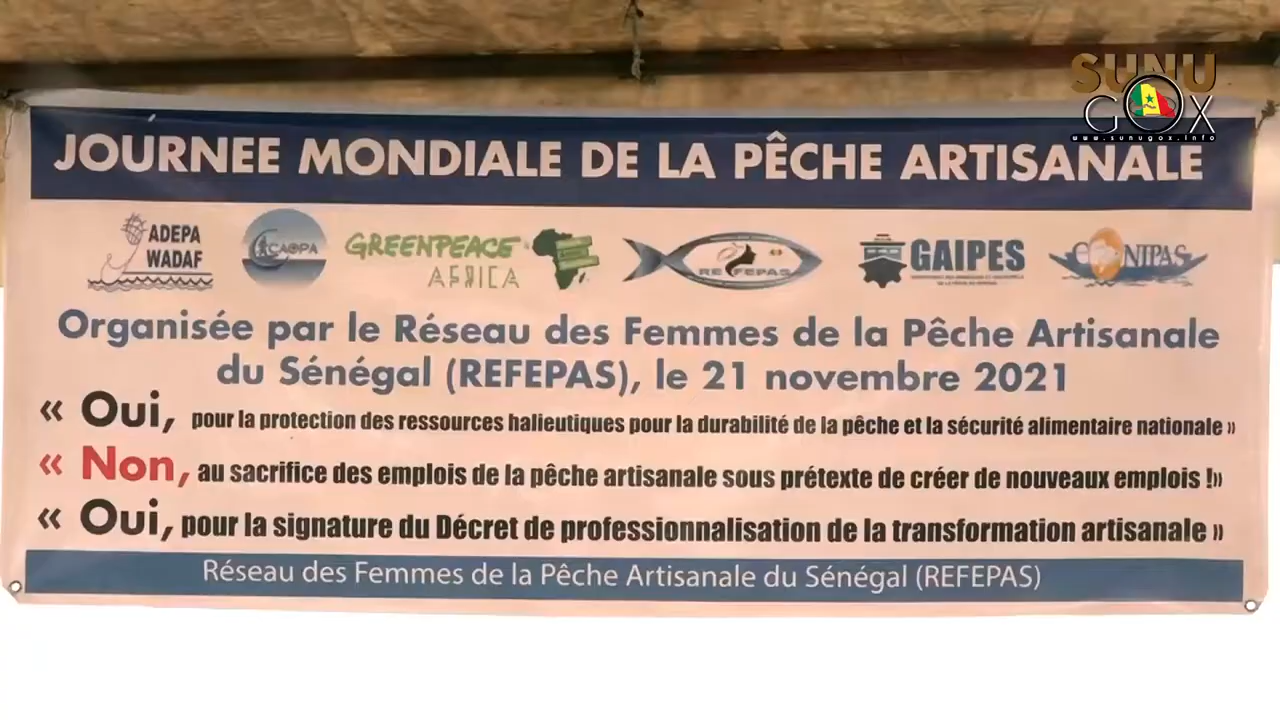 SUNU
GOX
www.sunugox.info
JOURNEE MONDIALE DE LA PÊCHE ARTISANALE
ADEPA
WADAF
CAOPA
GREENPEACE
AFRICA
REFEPAS
GAIPES
CONIPAS
Organisée par le Réseau des Femmes de la Pêche Artisanale
du Sénégal (REFEPAS), le 21 novembre 2021
« Oui, pour la protection des ressources halieutiques pour la durabilité de la pêche et la sécurité alimentaire nationale »
« Non, au sacrifice des emplois de la pêche artisanale sous prétexte de créer de nouveaux emplois !»
« Oui, pour la signature du Décret de professionnalisation de la transformation artisanale »
Réseau des Femmes de la Pêche Artisanale du Sénégal (REFEPAS)